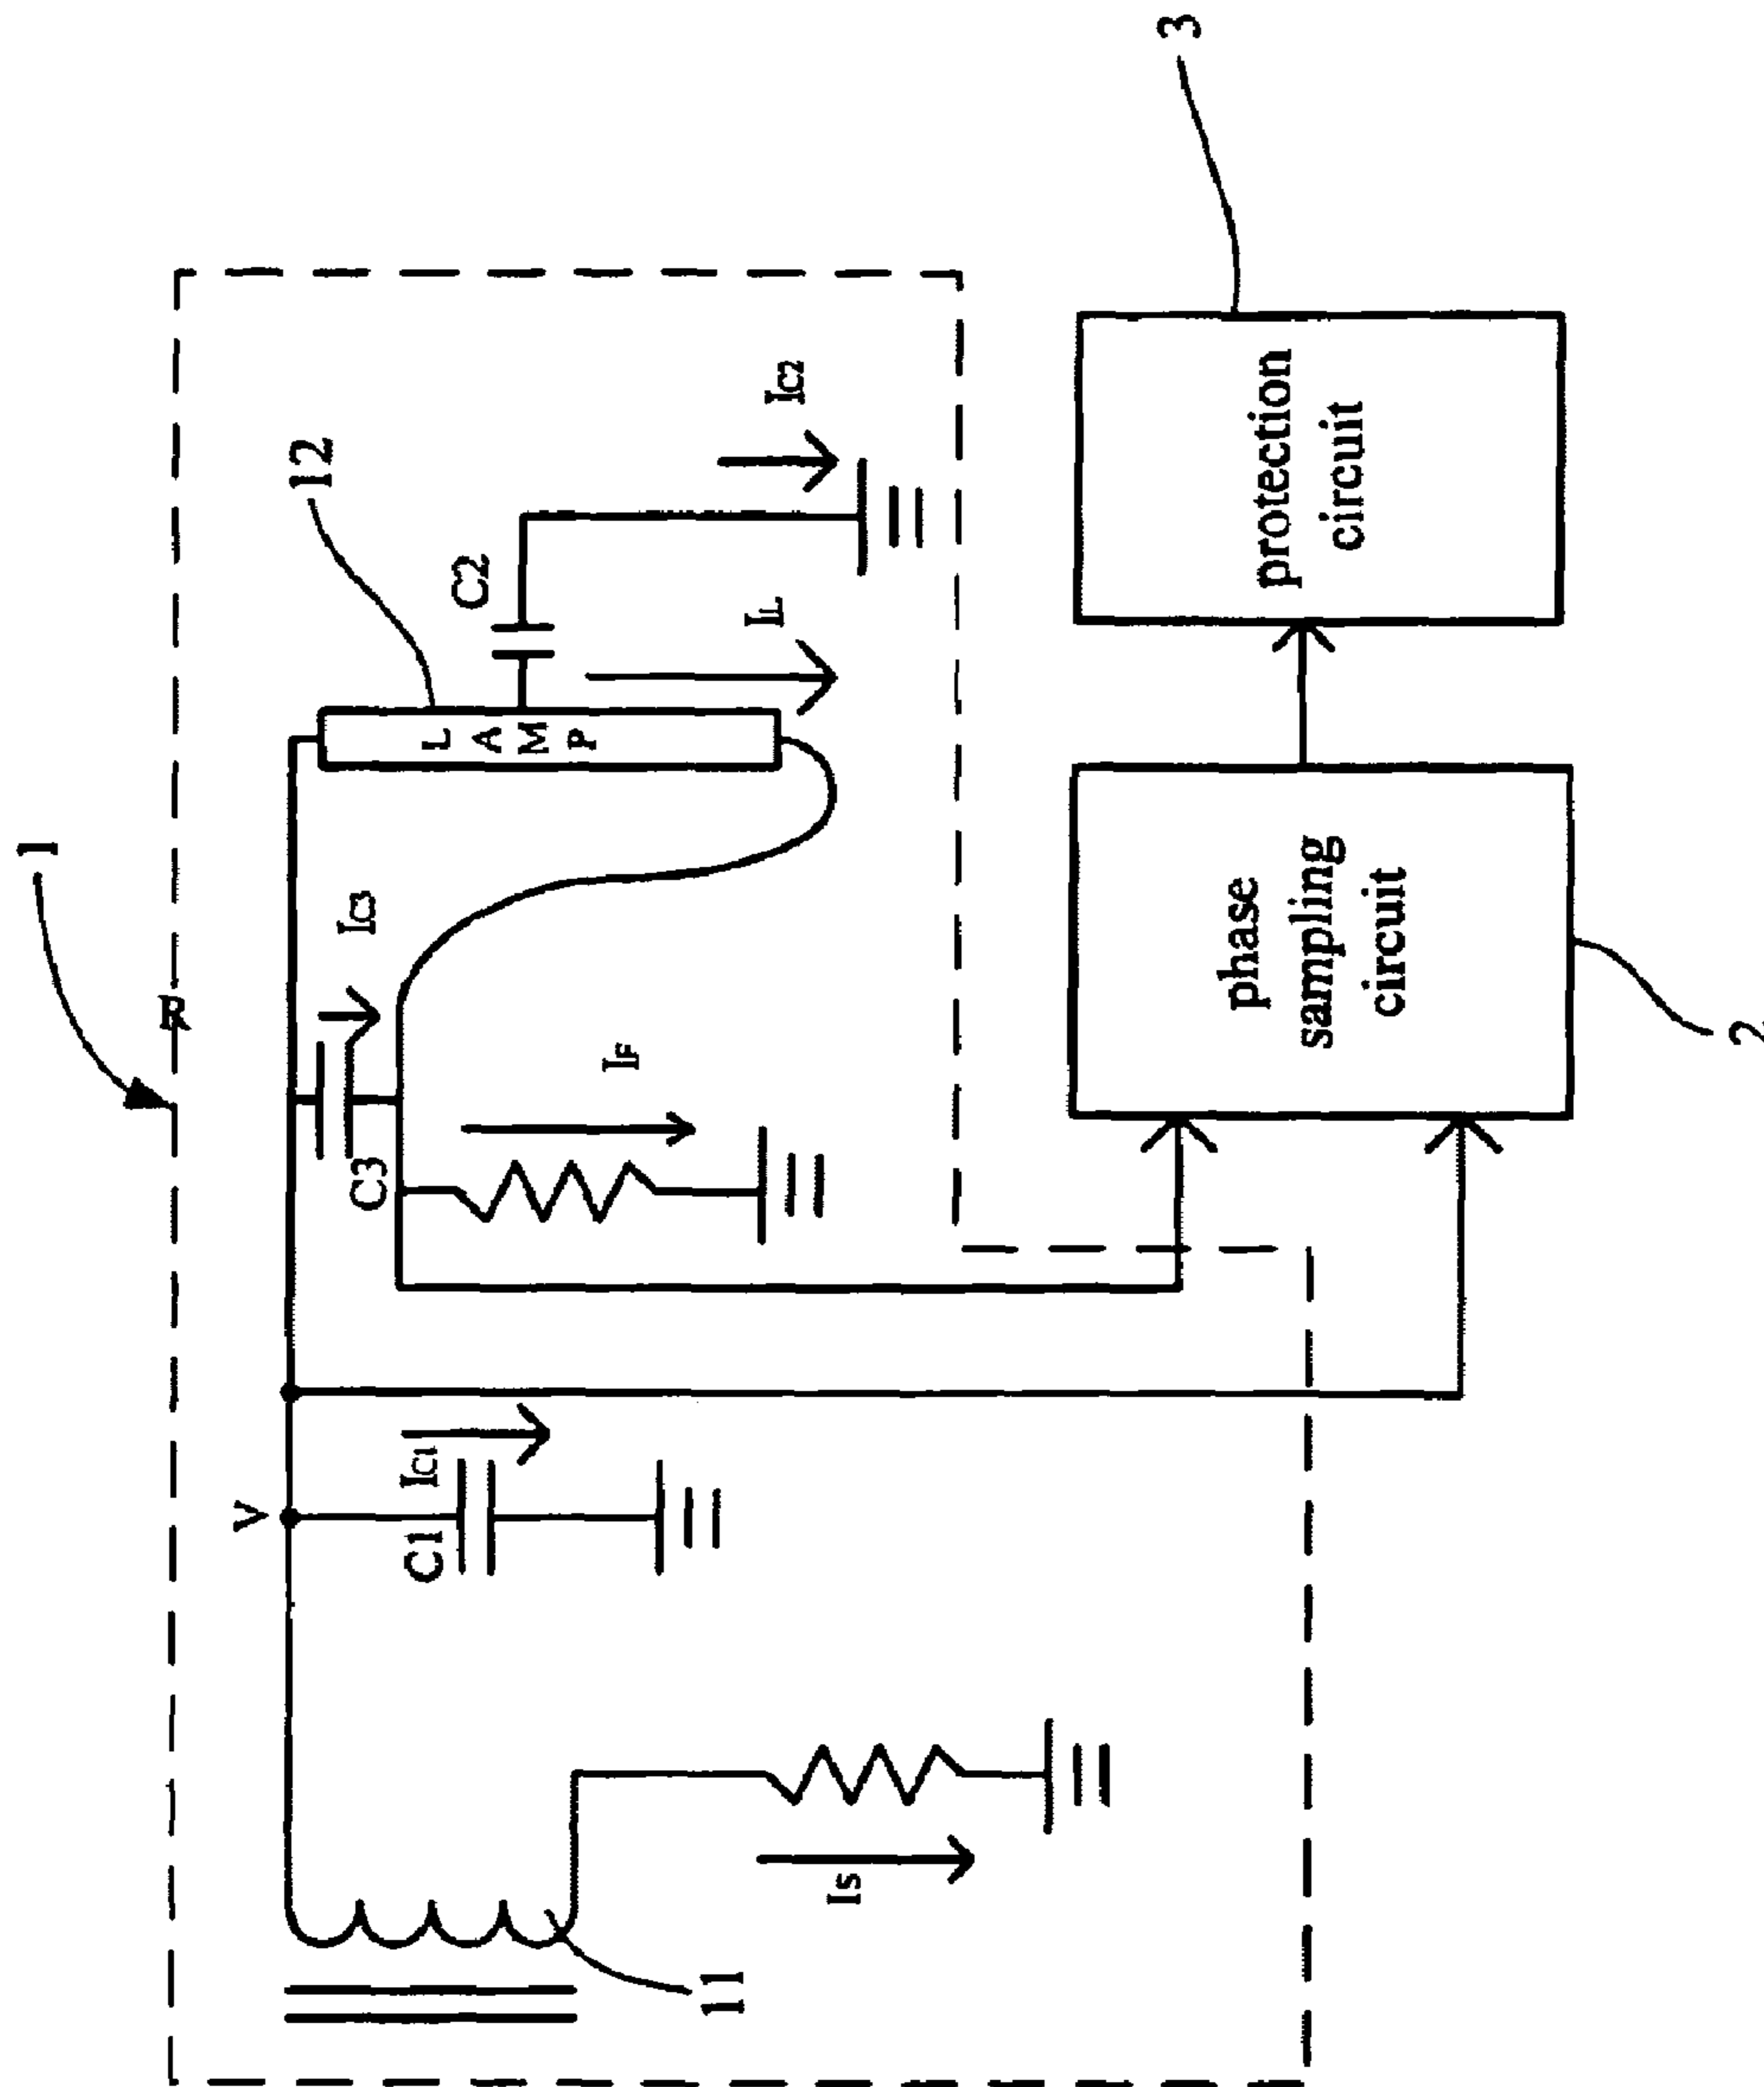 1
R
V
C1
IC1
C3
IC3
IF
12
LAMP
C2
IL
IC2
11
IS
phase
sampling
circuit
2
protection
circuit
3